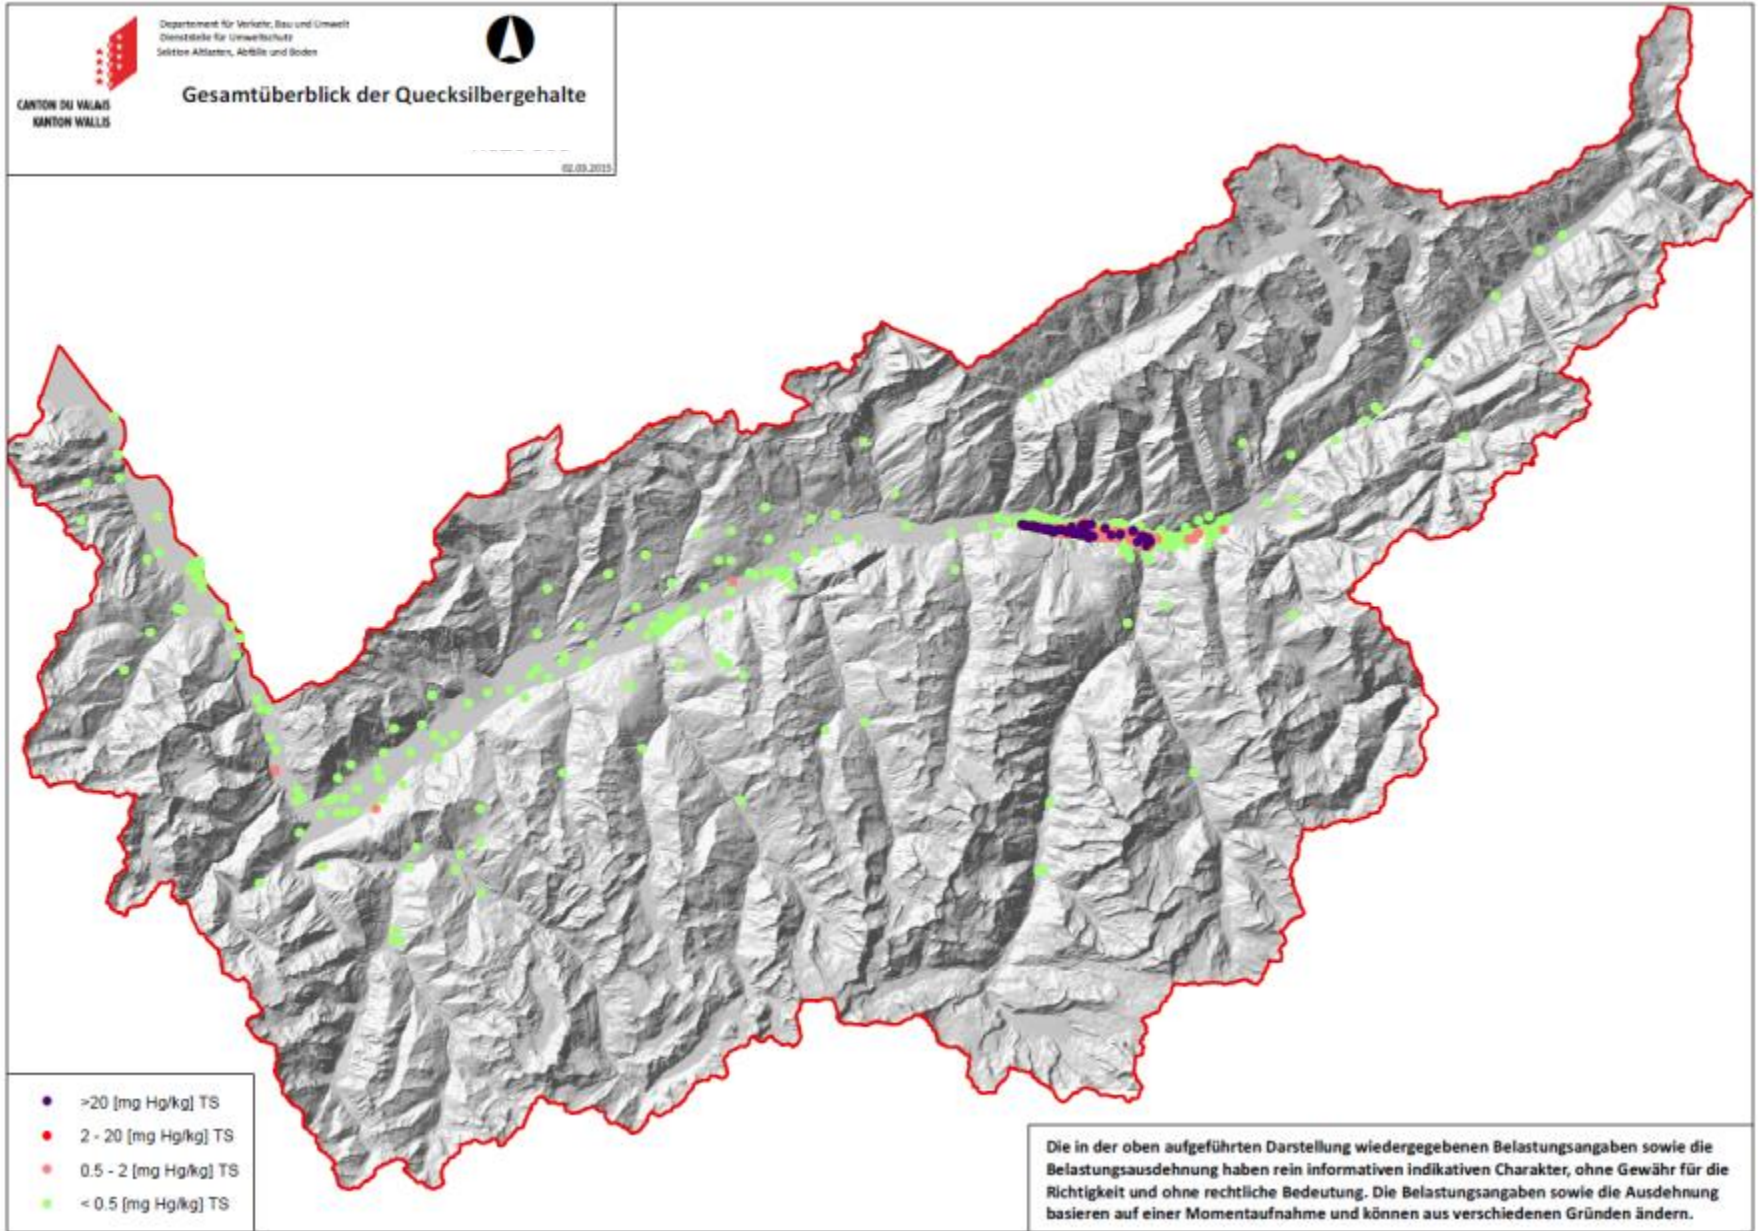 Departement für Verkehr, Bau und Umwelt
Dienststelle für Umweltschutz
Sektion Altlasten, Abfälle und Boden
CANTON DU VALAIS
KANTON WALLIS
Gesamtüberblick der Quecksilbergehalte
02.03.2015
>20 [mg Hg/kg] TS
2 - 20 [mg Hg/kg] TS
0.5 - 2 [mg Hg/kg] TS
< 0.5 [mg Hg/kg] TS
Die in der oben aufgeführten Darstellung wiedergegebenen Belastungsangaben sowie die
Belastungsausdehnung haben rein informativen indikativen Charakter, ohne Gewähr für die
Richtigkeit und ohne rechtliche Bedeutung. Die Belastungsangaben sowie die Ausdehnung
basieren auf einer Momentaufnahme und können aus verschiedenen Gründen ändern.